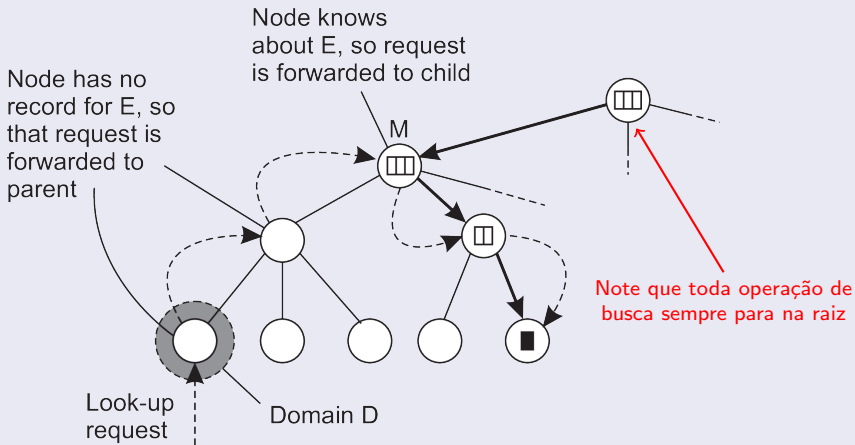 Node knows
about E, so request
is forwarded to child
Node has no
record for E, so
that request is
forwarded to
parent
M
Note que toda operação de
busca sempre para na raiz
Look-up
request
Domain D